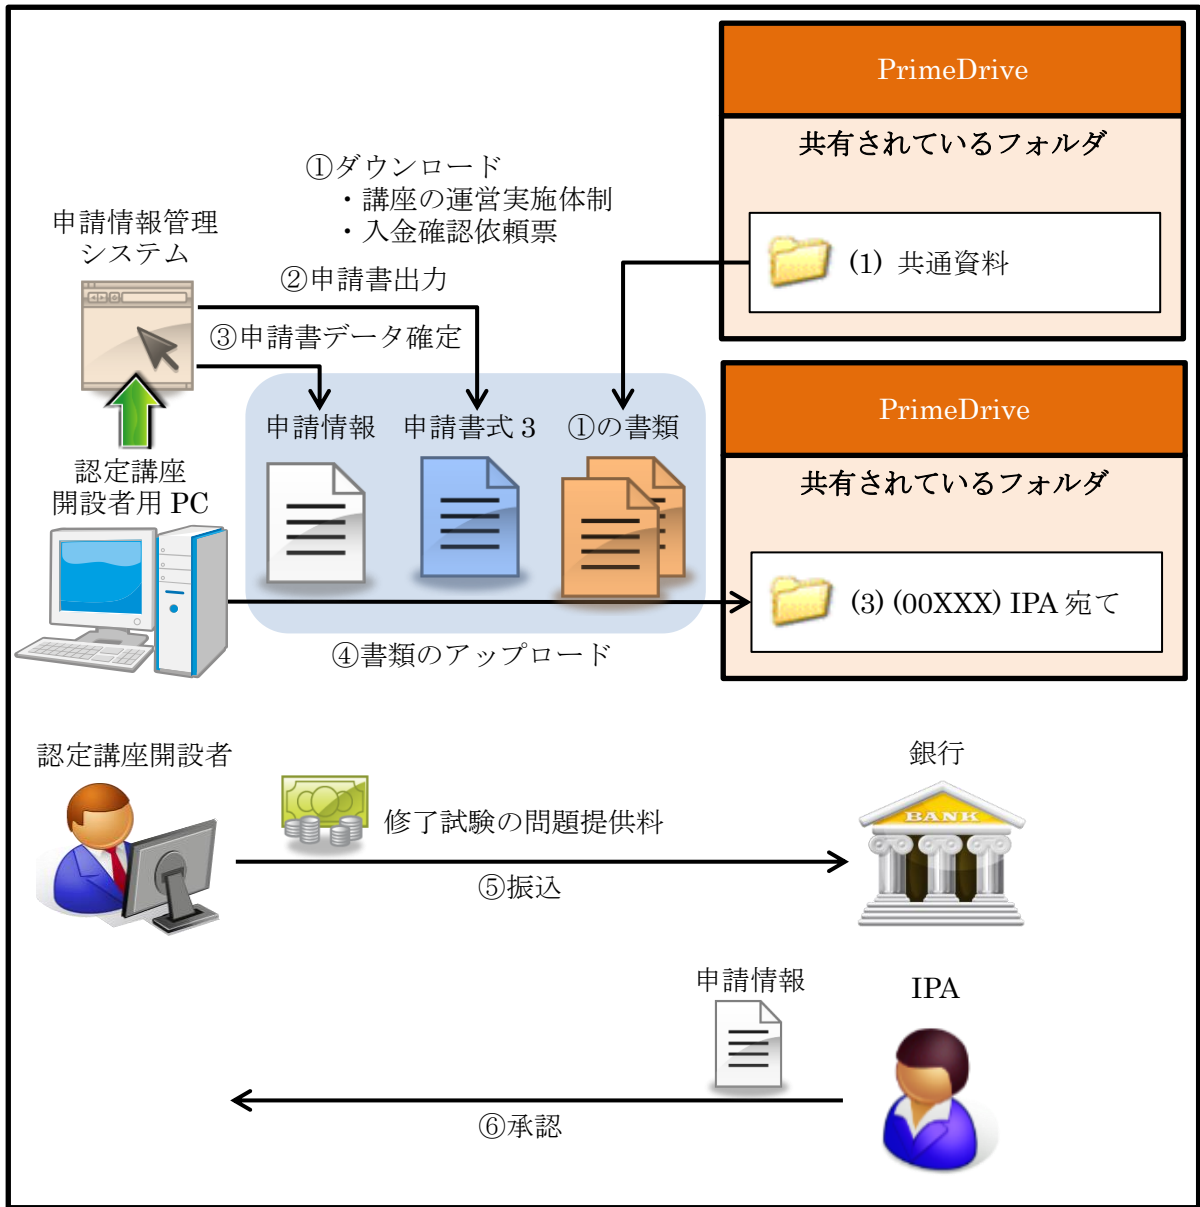 PrimeDrive
共有されているフォルダ
(1) 共通資料
①ダウンロード
・講座の運営実施体制
・入金確認依頼票
申請情報管理
システム
②申請書出力
③申請書データ確定
申請情報
申請書式 3
①の書類
PrimeDrive
共有されているフォルダ
(3) (00XXX) IPA 宛て
認定講座
開設者用 PC
④書類のアップロード
認定講座開設者
修了試験の問題提供料
⑤振込
銀行
BANK
申請情報
IPA
⑥承認